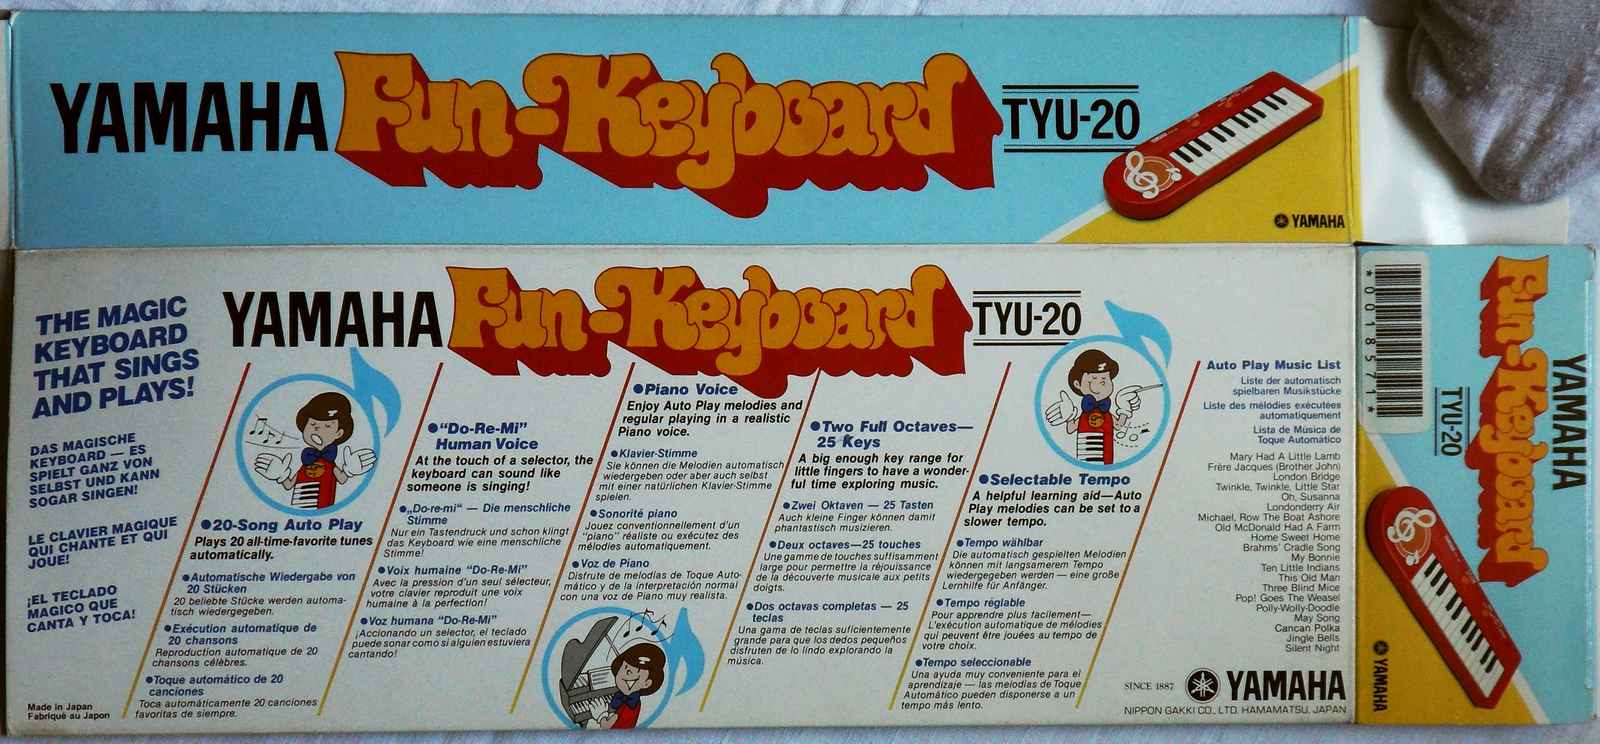 YAMAHA Fun-Keyboard TYU-20
YAMAHA
THE MAGIC
KEYBOARD
THAT SINGS
AND PLAYS!
DAS MAGISCHE
KEYBOARD — ES
SPIELT GANZ VON
SELBST UND KANN
SOGAR SINGEN!
LE CLAVIER MAGIQUE
QUI CHANTE ET QUI
JOUE!
¡EL TECLADO
MAGICO QUE
CANTA Y TOCA!
Made in Japan
Fabriqué au Japon
YAMAHA Fun-Keyboard TYU-20
●20-Song Auto Play
Plays 20 all-time-favorite tunes
automatically.
●Automatische Wiedergabe von
20 Stücken
20 beliebte Stücke werden automa-
tisch wiedergegeben.
●Exécution automatique de
20 chansons
Reproduction automatique de 20
chansons célèbres.
●Toque automático de 20
canciones
Toca automáticamente 20 canciones
favoritas de siempre.
●“Do-Re-Mi”
Human Voice
At the touch of a selector, the
keyboard can sound like
someone is singing!
●„Do-re-mi“ — Die menschliche
Stimme
Nur ein Tastendruck und schon klingt
das Keyboard wie eine menschliche
Stimme!
●Voix humaine “Do-Re-Mi”
Avec la pression d’un seul sélecteur,
votre clavier reproduit une voix
humaine à la perfection!
●Voz humana “Do-Re-Mi”
¡Accionando un selector, el teclado
puede sonar como si alguien estuviera
cantando!
●Piano Voice
Enjoy Auto Play melodies and
regular playing in a realistic
Piano voice.
●Klavier-Stimme
Sie können die Melodien automatisch
wiedergeben oder aber auch selbst
mit einer natürlichen Klavier-Stimme
spielen.
●Sonorité piano
Jouez conventionnellement d’un
“piano” réaliste ou exécutez des
mélodies automatiquement.
●Voz de Piano
Disfrute de melodías de Toque Auto-
mático y de la interpretación normal
con una voz de Piano muy realista.
●Two Full Octaves—
25 Keys
A big enough key range for
little fingers to have a wonder-
ful time exploring music.
●Zwei Oktaven — 25 Tasten
Auch kleine Finger können damit
phantastisch musizieren.
●Deux octaves—25 touches
Une gamme de touches suffisamment
large pour permettre la réjouissance
de la découverte musicale aux petits
doigts.
●Dos octavas completas — 25
teclas
Una gama de teclas suficientemente
grande para que los dedos pequeños
disfruten de lo lindo explorando la
música.
●Selectable Tempo
A helpful learning aid—Auto
Play melodies can be set to a
slower tempo.
●Tempo wählbar
Die automatisch gespielten Melodien
können mit langsamerem Tempo
wiedergegeben werden — eine große
Lernhilfe für Anfänger.
●Tempo réglable
Pour apprendre plus facilement—
L’exécution automatique de mélodies
qui peuvent être jouées au tempo de
votre choix.
●Tempo seleccionable
Una ayuda muy conveniente para el
aprendizaje — las melodías de Toque
Automático pueden disponerse a un
tempo más lento.
Auto Play Music List
Liste der automatisch
spielbaren Musikstücke
Liste des mélodies exécutées
automatiquement
Lista de Música de
Toque Automático
Mary Had A Little Lamb
Frère Jacques (Brother John)
London Bridge
Twinkle, Twinkle, Little Star
Oh, Susanna
Londonderry Air
Michael, Row The Boat Ashore
Old McDonald Had A Farm
Home Sweet Home
Brahms’ Cradle Song
My Bonnie
Ten Little Indians
This Old Man
Three Blind Mice
Pop! Goes The Weasel
Polly-Wolly-Doodle
May Song
Cancan Polka
Jingle Bells
Silent Night
SINCE 1887 YAMAHA
NIPPON GAKKI CO., LTD. HAMAMATSU, JAPAN
*0018571*
YAMAHA
Fun-Keyboard
TYU-20
YAMAHA